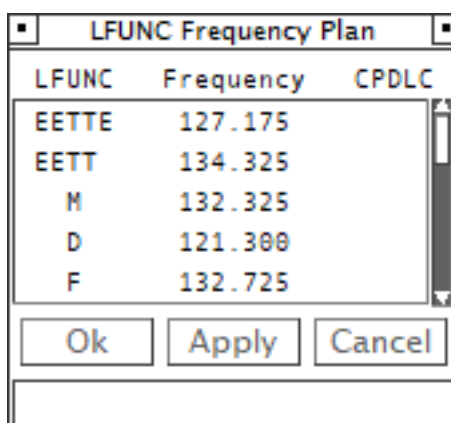 LFUNC Frequency Plan
LFUNC Frequency CPDLC
EETTE 127.175
EETT 134.325
M 132.325
D 121.300
F 132.725
Ok Apply Cancel